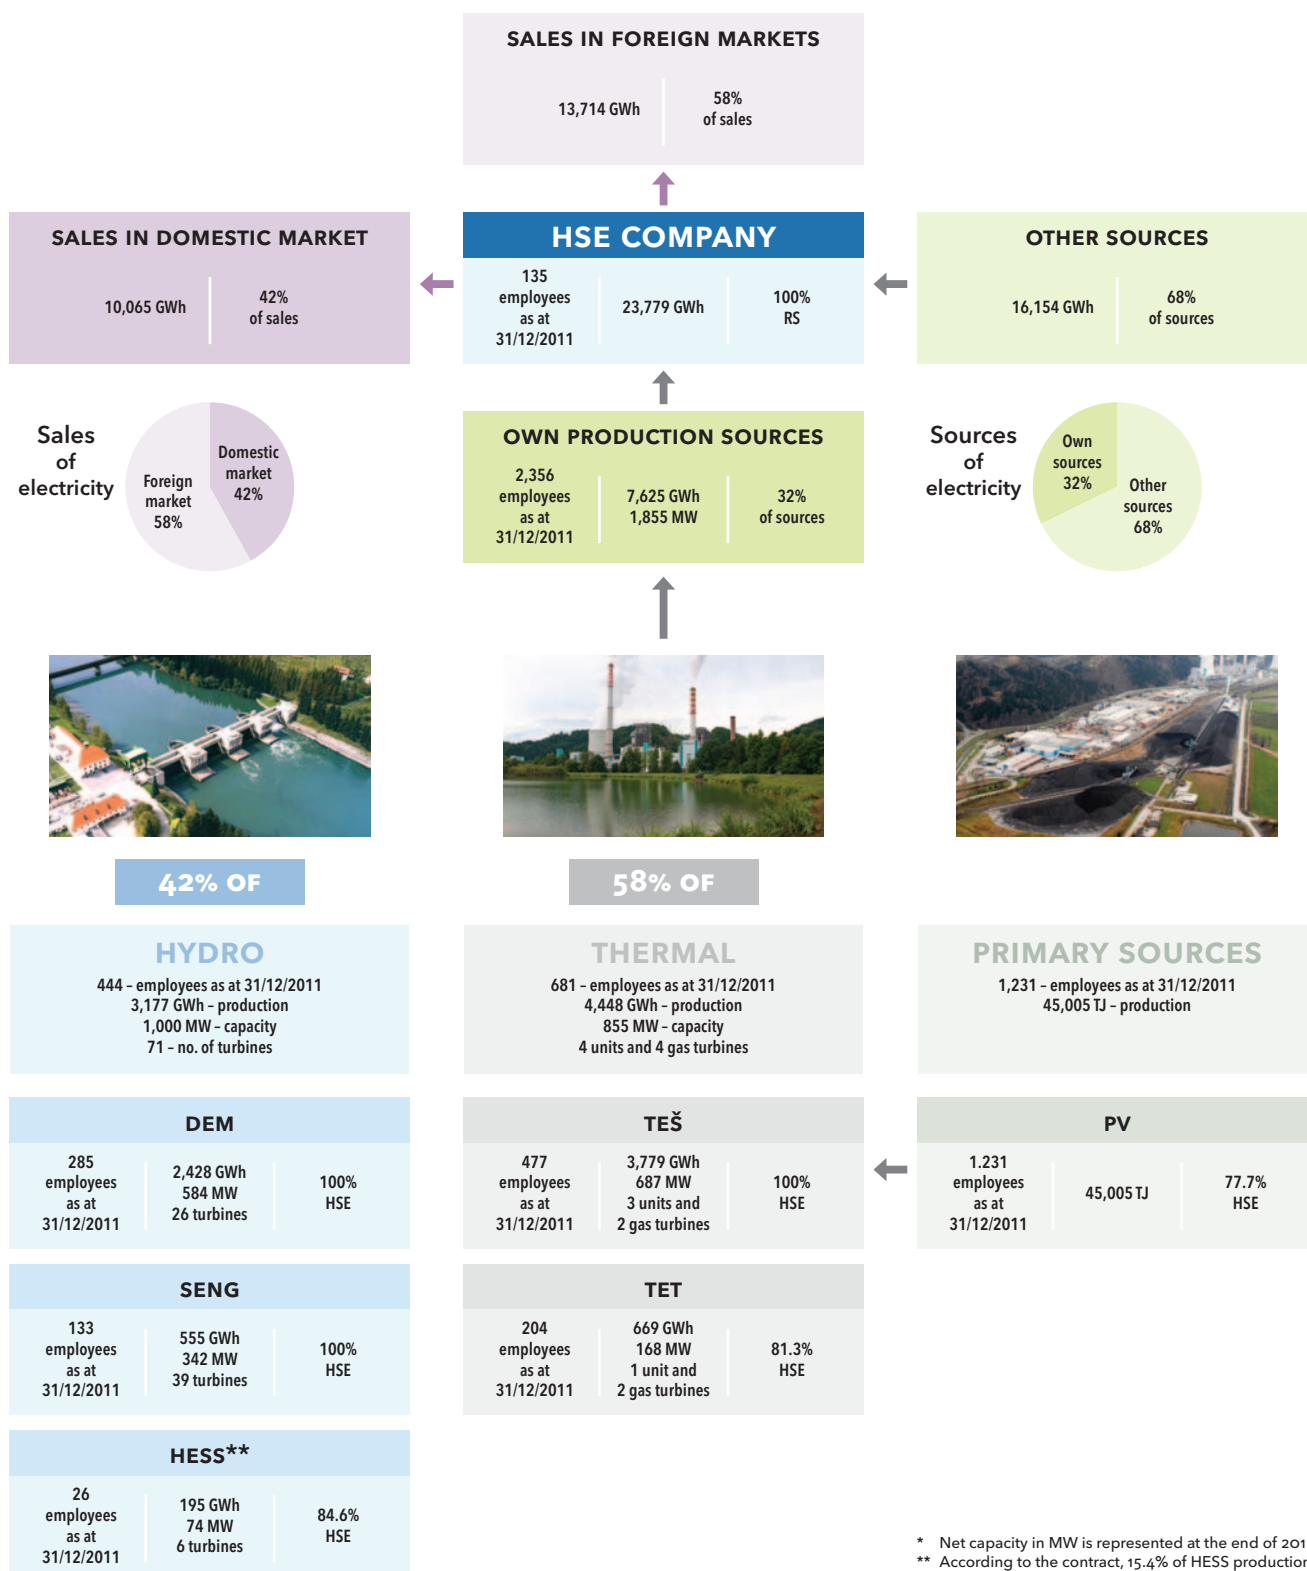 SALES IN FOREIGN MARKETS
13,714 GWh
58%
of sales
SALES IN DOMESTIC MARKET
10,065 GWh
42%
of sales
HSE COMPANY
135
employees
as at
31/12/2011
23,779 GWh
100%
RS
OTHER SOURCES
16,154 GWh
68%
of sources
Sales
of
electricity
Domestic
market
42%
Foreign
market
58%
OWN PRODUCTION SOURCES
2,356
employees
as at
31/12/2011
7,625 GWh
1,855 MW
32%
of sources
Sources
of
electricity
Own
sources
32%
Other
sources
68%
42% OF
58% OF
HYDRO
444 – employees as at 31/12/2011
3,177 GWh – production
1,000 MW – capacity
71 – no. of turbines
THERMAL
681 – employees as at 31/12/2011
4,448 GWh – production
855 MW – capacity
4 units and 4 gas turbines
PRIMARY SOURCES
1,231 – employees as at 31/12/2011
45,005 TJ – production
DEM
285
employees
as at
31/12/2011
2,428 GWh
584 MW
26 turbines
100%
HSE
TEŠ
477
employees
as at
31/12/2011
3,779 GWh
687 MW
3 units and
2 gas turbines
100%
HSE
PV
1.231
employees
as at
31/12/2011
45,005 TJ
77.7%
HSE
SENG
133
employees
as at
31/12/2011
555 GWh
342 MW
39 turbines
100%
HSE
TET
204
employees
as at
31/12/2011
669 GWh
168 MW
1 unit and
2 gas turbines
81.3%
HSE
HESS**
26
employees
as at
31/12/2011
195 GWh
74 MW
6 turbines
84.6%
HSE
* Net capacity in MW is represented at the end of 201
** According to the contract, 15.4% of HESS production